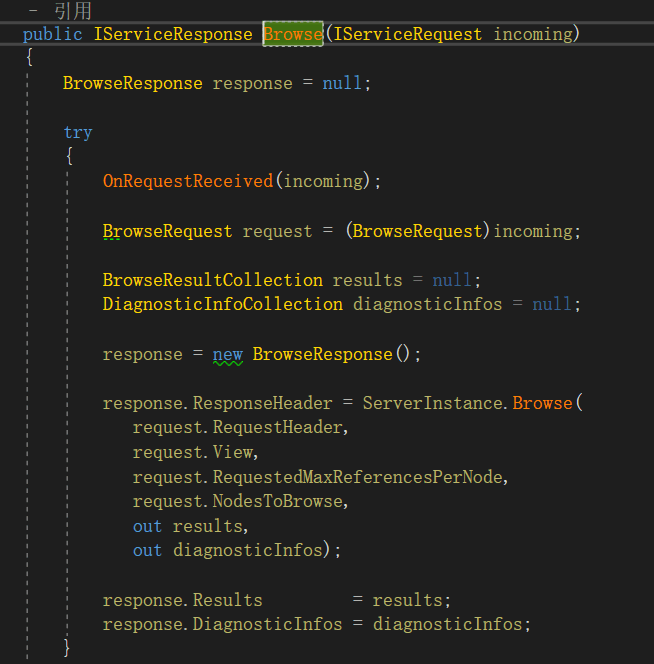 - 引用
public IServiceResponse Browse(IServiceRequest incoming)
{
BrowseResponse response = null;
try
{
OnRequestReceived(incoming);
BrowseRequest request = (BrowseRequest)incoming;
BrowseResultCollection results = null;
DiagnosticInfoCollection diagnosticInfos = null;
response = new BrowseResponse();
response.ResponseHeader = ServerInstance.Browse(
request.RequestHeader,
request.View,
request.RequestedMaxReferencesPerNode,
request.NodesToBrowse,
out results,
out diagnosticInfos);
response.Results         = results;
response.DiagnosticInfos = diagnosticInfos;
}